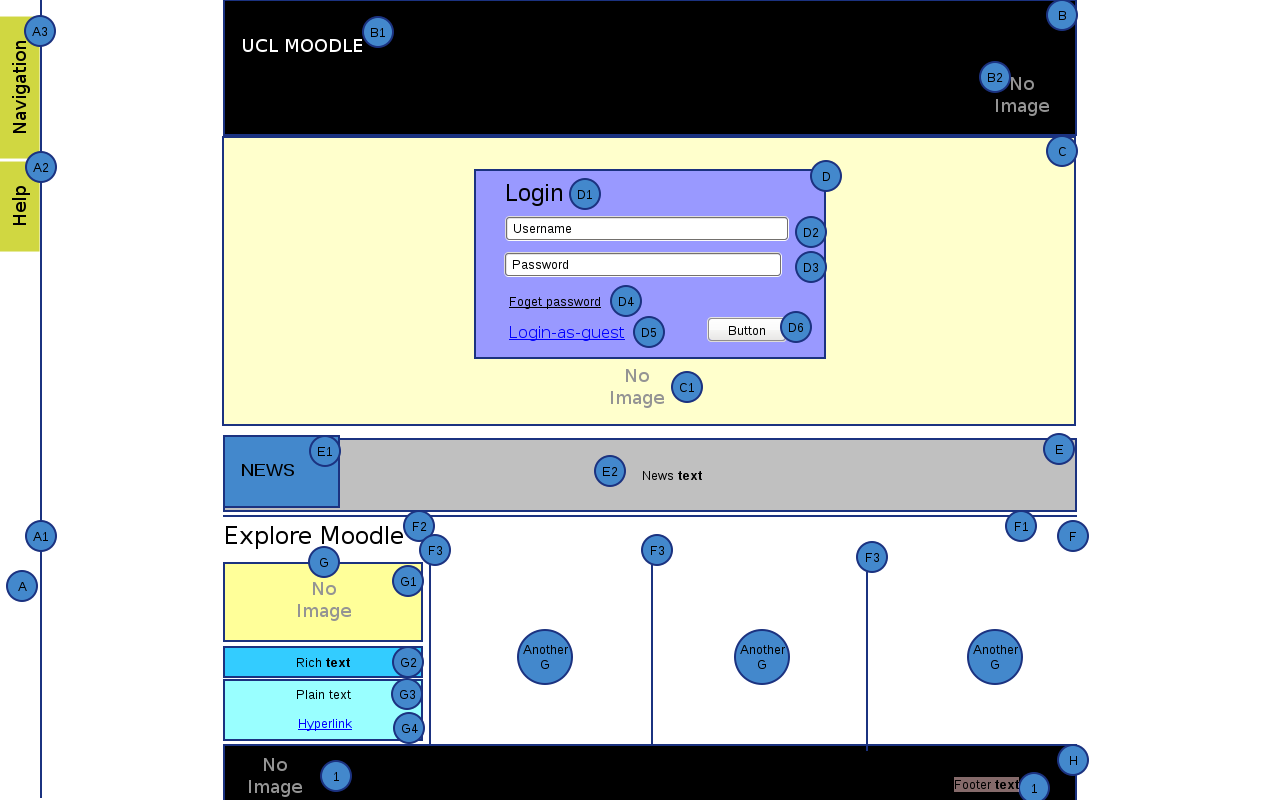 A3
Navigation
A2
Help
A1
A
B
B1
UCL MOODLE
B2
No
Image
C
D
Login
D1
Username
D2
Password
D3
Foget password
D4
Login-as-guest
D5
Button
D6
No
Image
C1
NEWS
E1
E2
News text
E
Explore Moodle
F2
F1
F
F3
F3
F3
G
G1
No
Image
Rich text
G2
Plain text
G3
Hyperlink
G4
Another
G
Another
G
Another
G
H
No
Image
1
Footer text
1